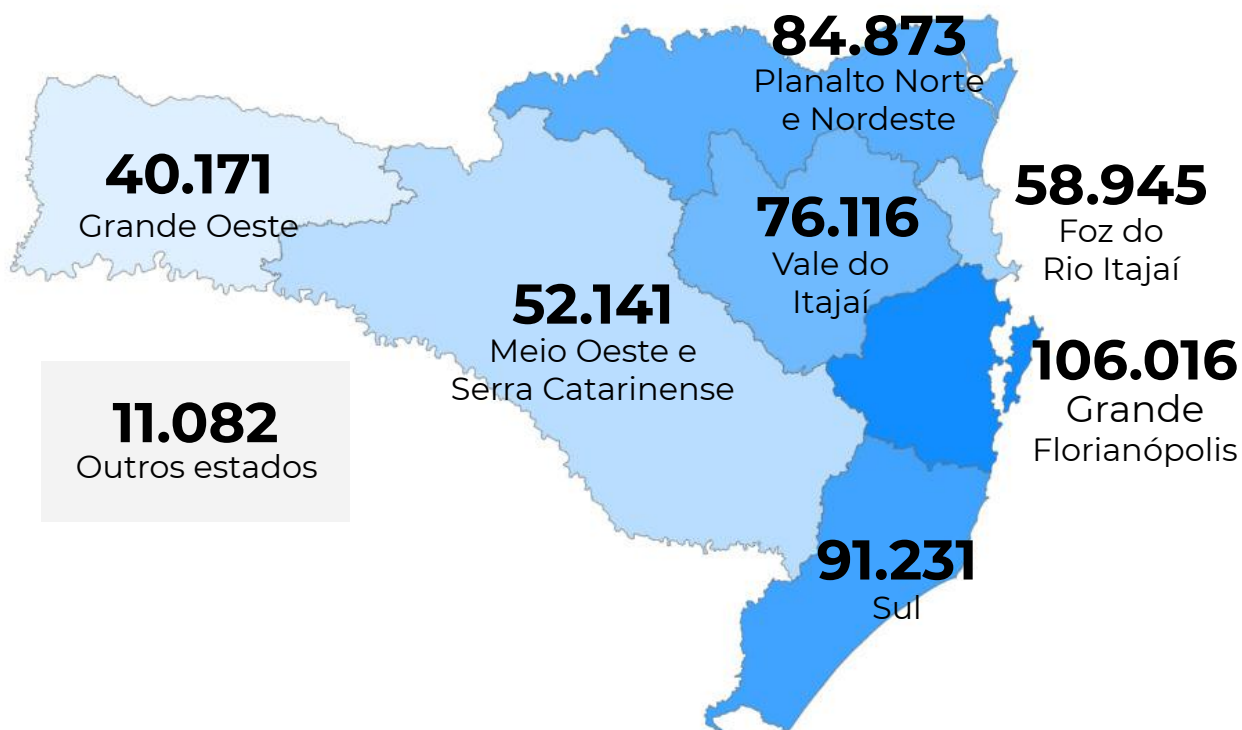 84.873
Planalto Norte
e Nordeste
40.171
Grande Oeste
76.116
Vale do
Itajaí
58.945
Foz do
Rio Itajaí
52.141
Meio Oeste e
Serra Catarinense
106.016
Grande
Florianópolis
11.082
Outros estados
91.231
Sul